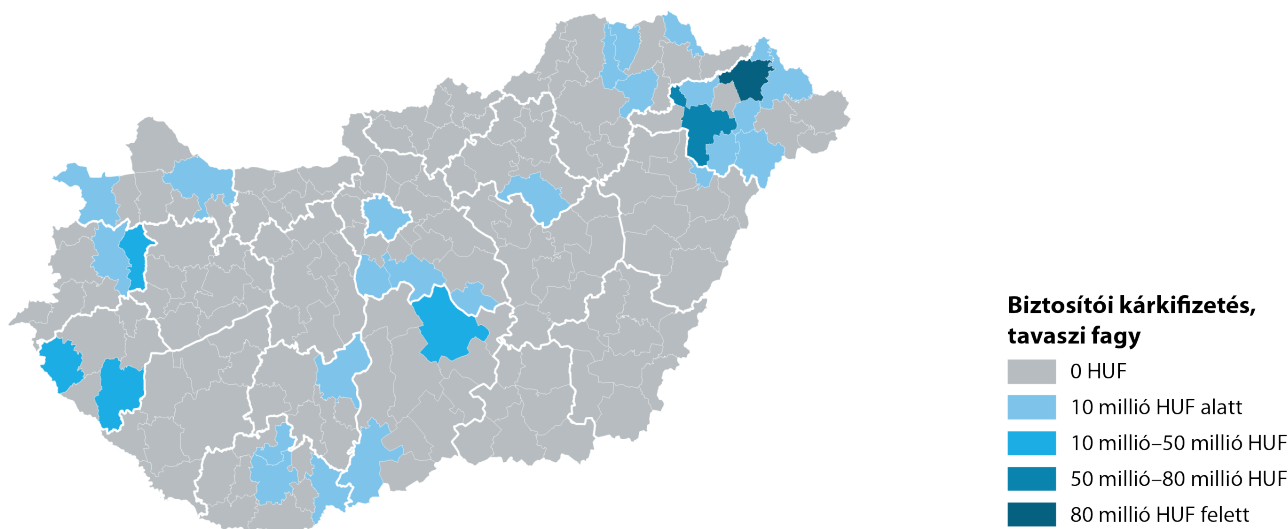 Biztosítói kárkifizetés,
tavaszi fagy
0 HUF
10 millió HUF alatt
10 millió–50 millió HUF
50 millió–80 millió HUF
80 millió HUF felett